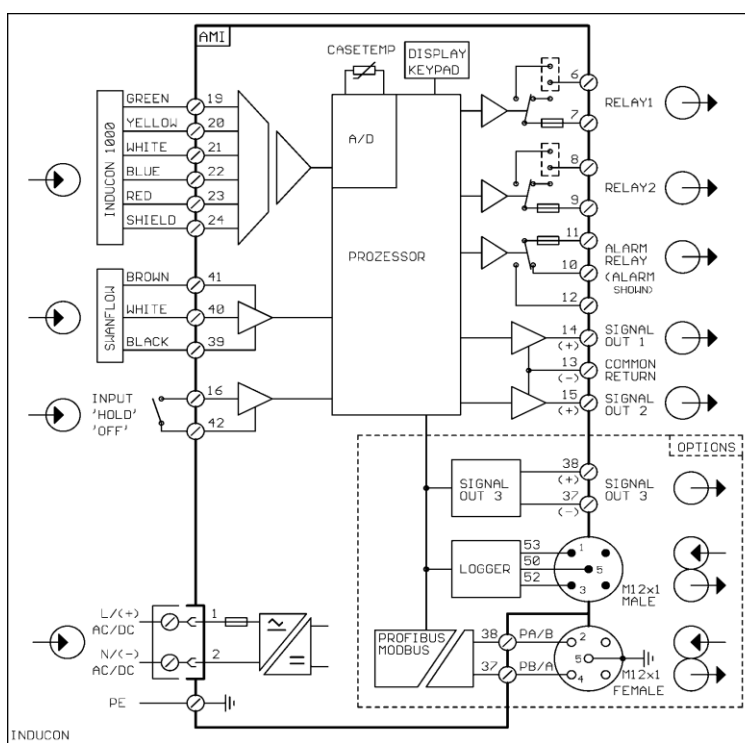 AMI
CASETEMP
DISPLAY
KEYPAD
A/D
PROZESSOR
INDUCON 1000
GREEN 19
YELLOW 20
WHITE 21
BLUE 22
RED 23
SHIELD 24
SWANFLOW
BROWN 41
WHITE 40
BLACK 39
INPUT
'HOLD'
'OFF'
16
42
6
RELAY1
7
8
RELAY2
9
11
ALARM
RELAY
10
(ALARM
SHOWN)
12
14
(+)
SIGNAL
OUT 1
13
(-)
COMMON
RETURN
15
(+)
SIGNAL
OUT 2
OPTIONS
SIGNAL
OUT 3
38
(+)
37
(-)
SIGNAL
OUT 3
LOGGER
53
50
52
1
5
3
M12x1
MALE
PROFIBUS
MODBUS
38 PA/B
37 PB/A
2
5
4
M12x1
FEMALE
L/(+)
AC/DC
1
N/(-)
AC/DC
2
PE
INDUCON